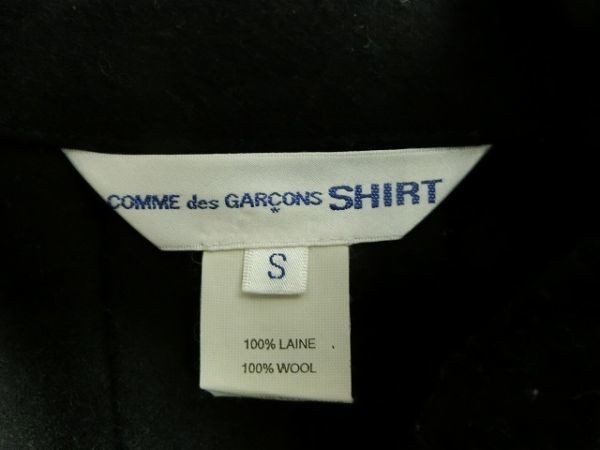 COMME des GARÇONS SHIRT
S
100% LAINE
100% WOOL